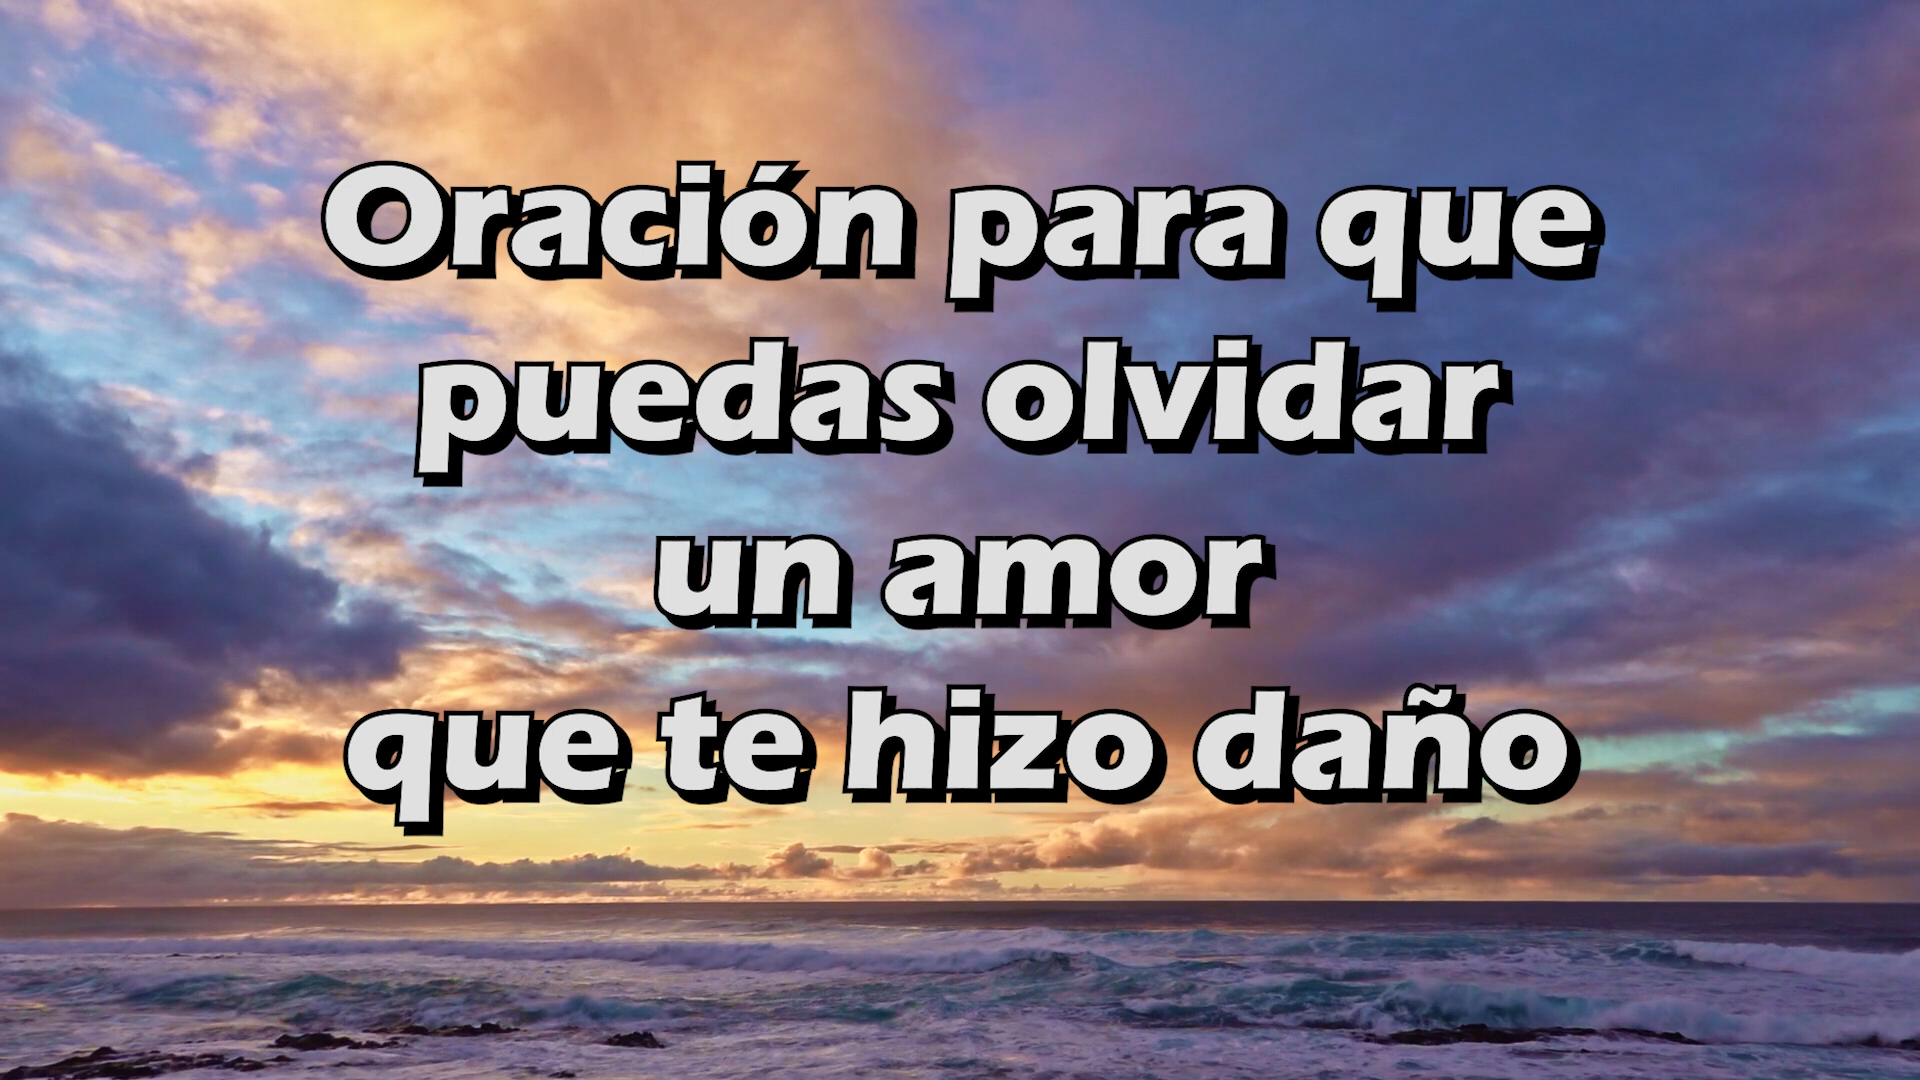 Oración para que
puedas olvidar
un amor
que te hizo daño